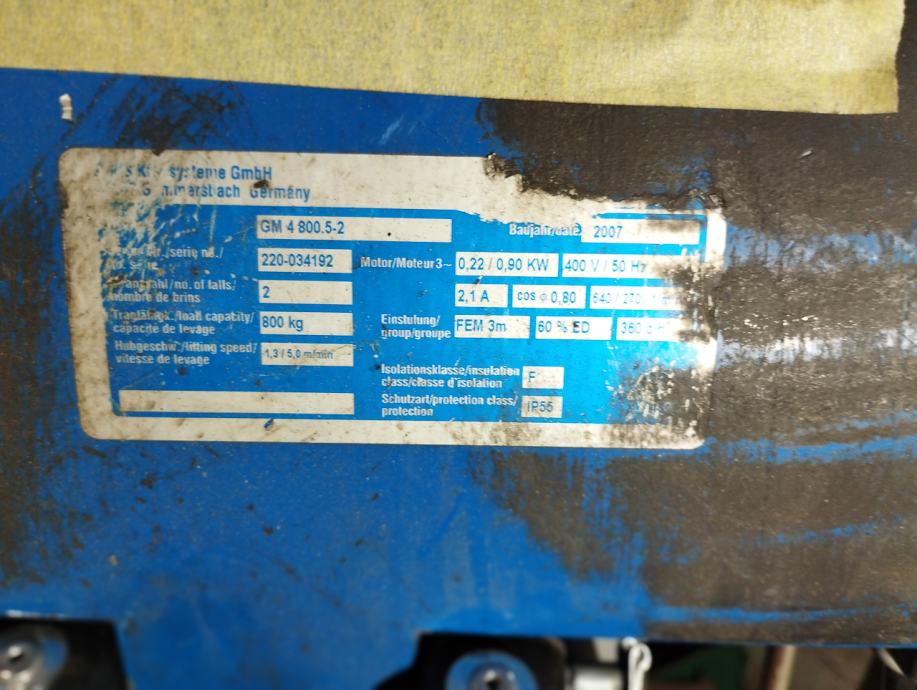 systeme GmbH
Germany
GM 4 800.5-2
Baujahr/date 2007
/serie no./ 220-034192 Motor/Moteur 3~ 0,22 / 0,90 KW 400 V / 50 Hz
/no. of falls/
nombre de brins 2 2,1 A cos φ 0,80
Tragfähigk./load capacity/
capacite de levage 800 kg Einstufung/
group/groupe FEM 3m 60 % ED
Hubgeschw./lifting speed/
vitesse de levage 1,3 / 5,0 m/min
Isolationsklasse/insulation
class/classe d'isolation F
Schutzart/protection class/
protection IP55